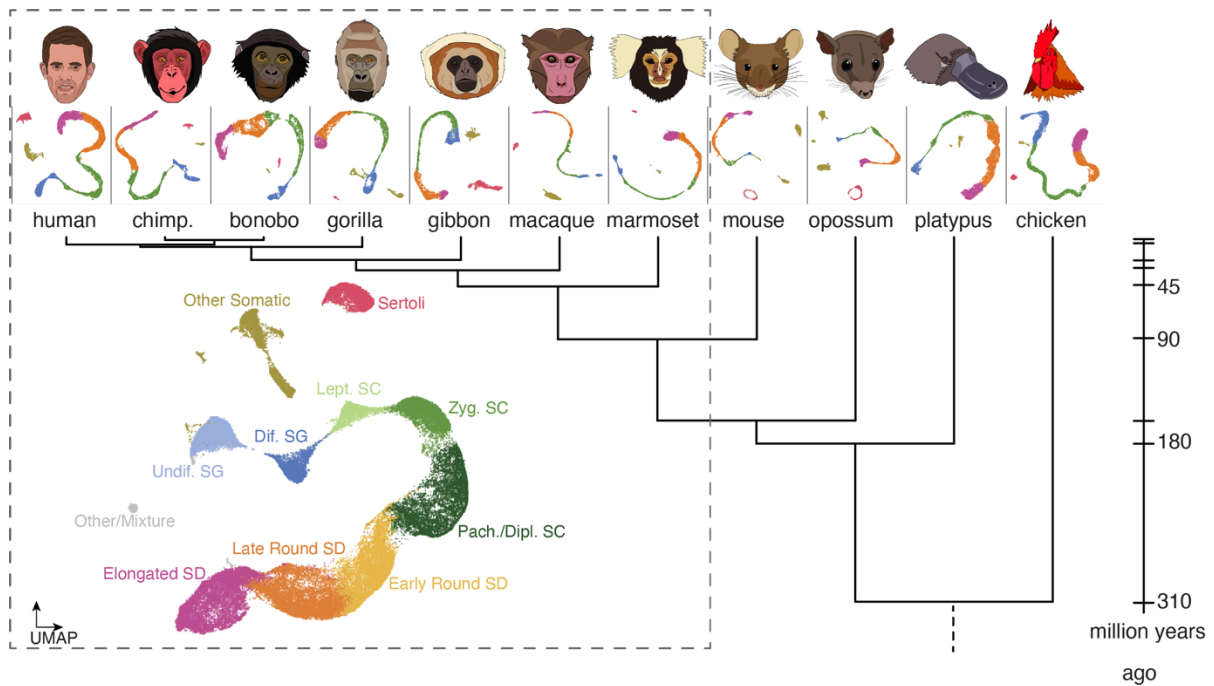 human chimp. bonobo gorilla gibbon macaque marmoset mouse opossum platypus chicken
Other Somatic
Sertoli
45
90
Lept. SC
Zyg. SC
Dif. SG
Undif. SG
180
Other/Mixture
Pach./Dipl. SC
Late Round SD
Elongated SD
Early Round SD
310
UMAP
million years
ago